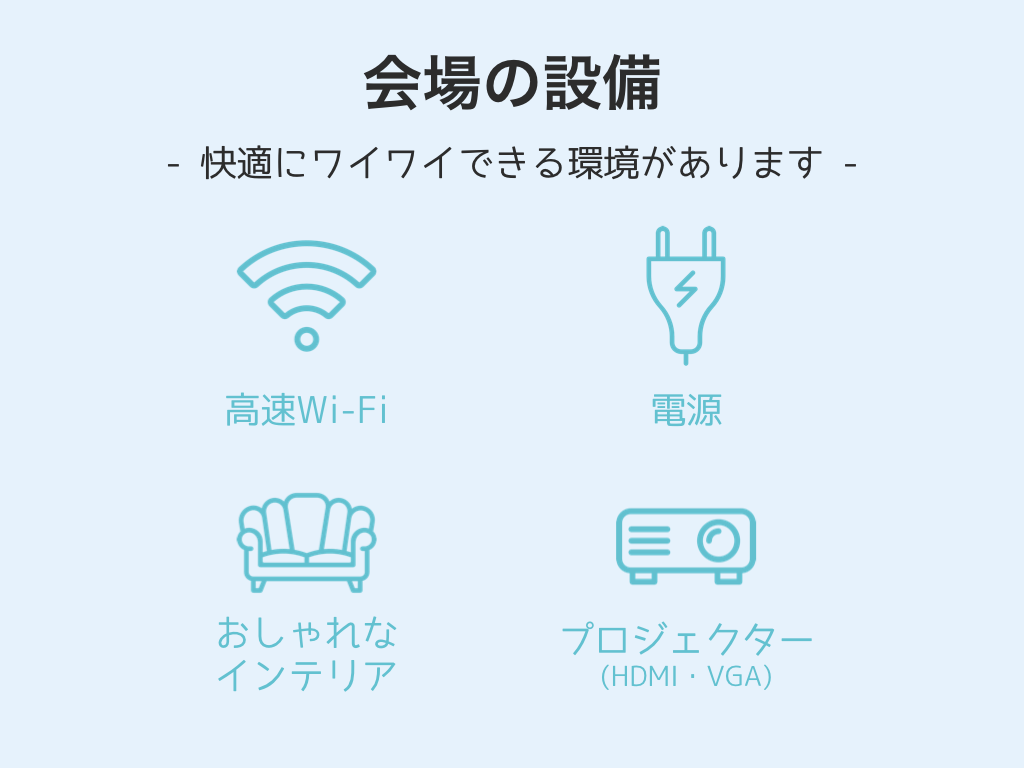 会場の設備
- 快適にワイワイできる環境があります -
高速Wi-Fi
電源
おしゃれな
インテリア
プロジェクター
(HDMI・VGA)